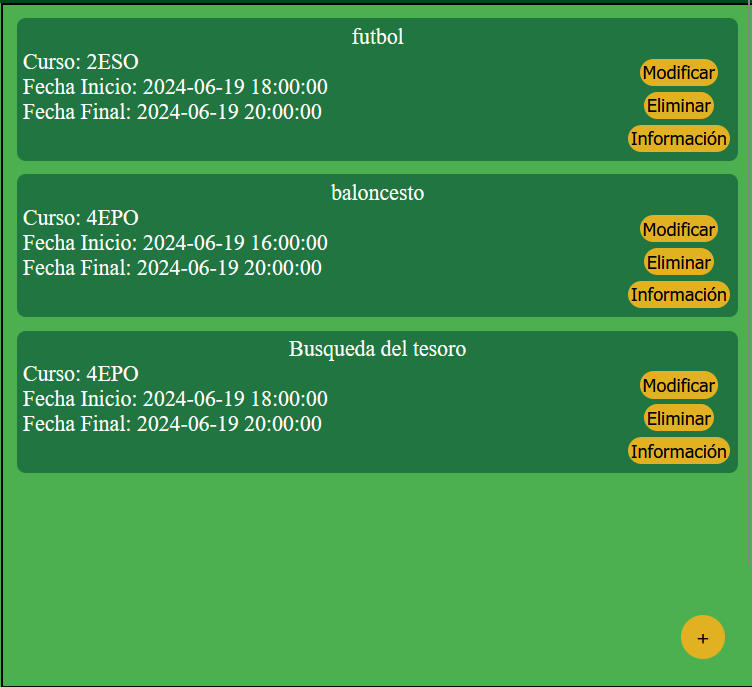 futbol
Curso: 2ESO
Fecha Inicio: 2024-06-19 18:00:00
Fecha Final: 2024-06-19 20:00:00
Modificar
Eliminar
Información
baloncesto
Curso: 4EPO
Fecha Inicio: 2024-06-19 16:00:00
Fecha Final: 2024-06-19 20:00:00
Modificar
Eliminar
Información
Busqueda del tesoro
Curso: 4EPO
Fecha Inicio: 2024-06-19 18:00:00
Fecha Final: 2024-06-19 20:00:00
Modificar
Eliminar
Información
+